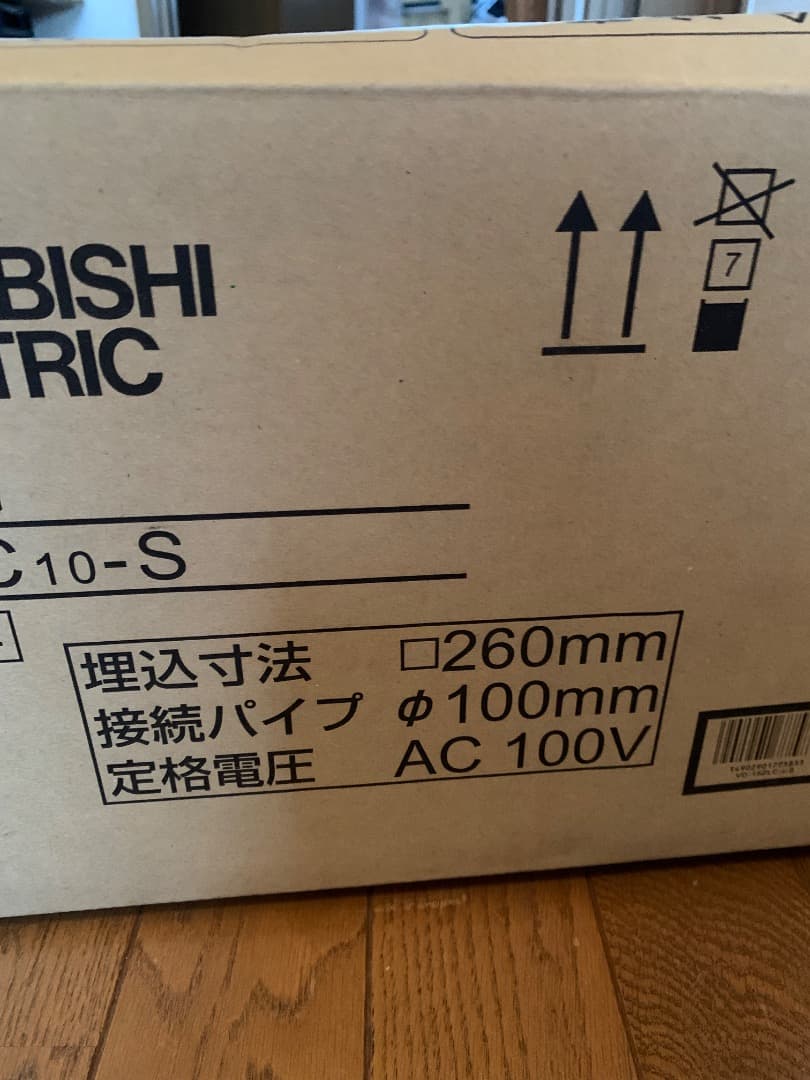 BISHI
TRIC
C10-S
7
埋込寸法 □260mm
接続パイプ φ100mm
定格電圧 AC 100V